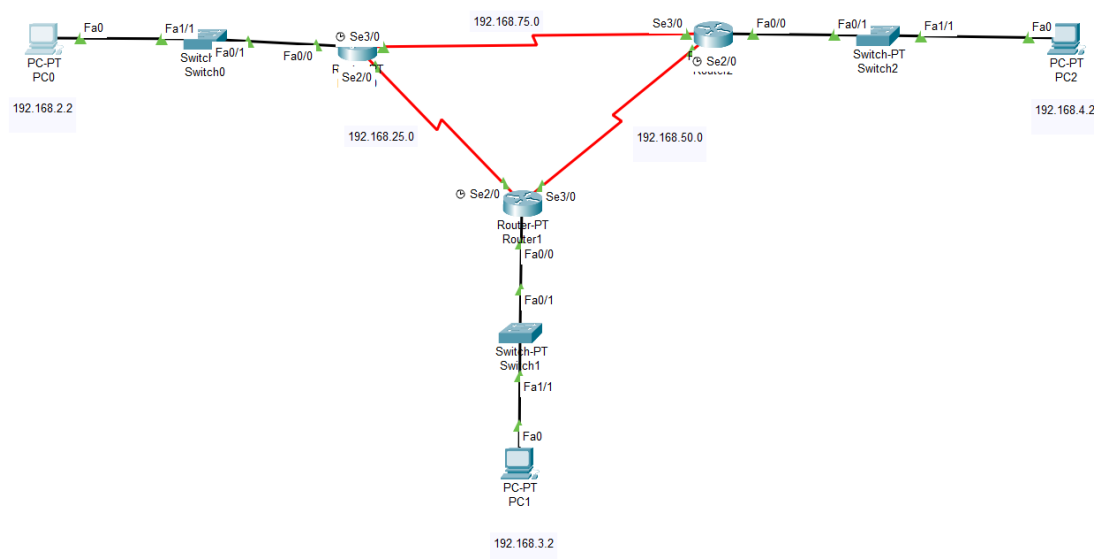 192.168.75.0
Fa0
Fa1/1
Fa0/1
Fa0/0
Se3/0
Se2/0
PC-PT
PC0
Switch0
192.168.2.2
Se3/0
Fa0/0
Se2/0
Router2
Fa0/1
Fa1/1
Switch-PT
Switch2
Fa0
PC-PT
PC2
192.168.4.2
192.168.25.0
192.168.50.0
Se2/0
Se3/0
Router-PT
Router1
Fa0/0
Fa0/1
Switch-PT
Switch1
Fa1/1
Fa0
PC-PT
PC1
192.168.3.2